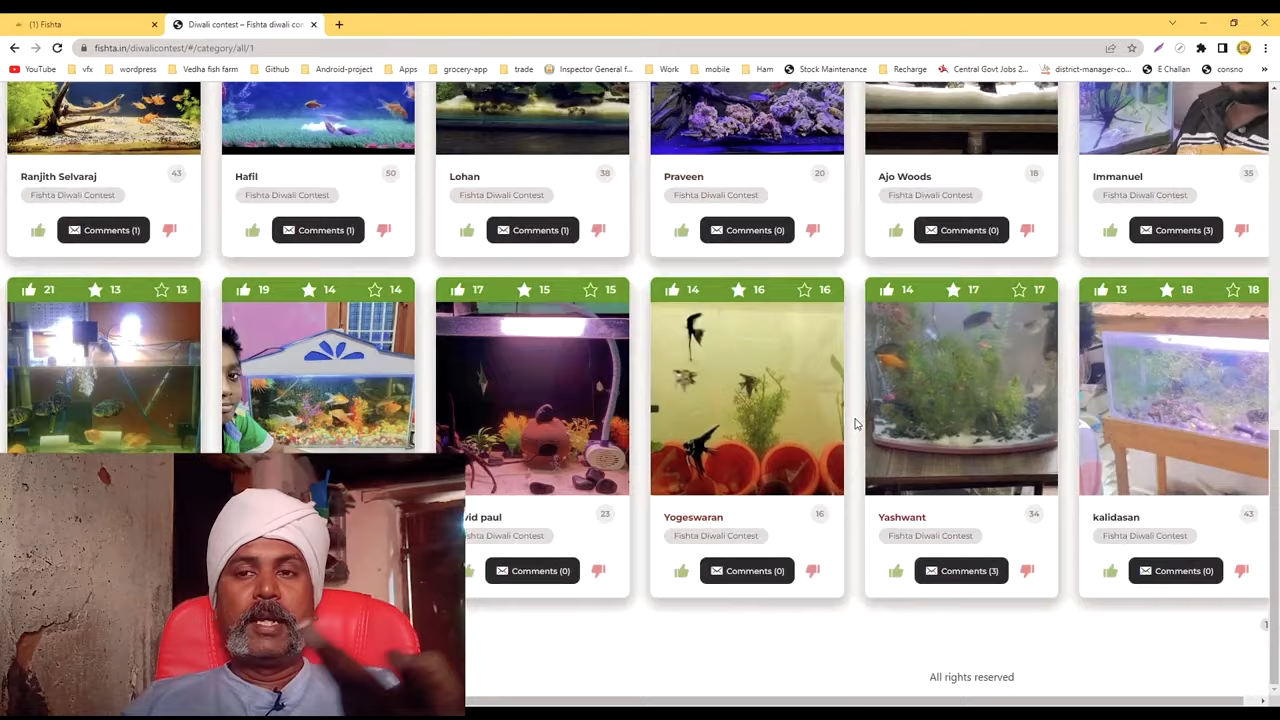 (1) Fishta
Diwali contest – Fishta diwali con
fishta.in/diwalicontest/#/category/all/1
YouTube vfx wordpress Vedha fish farm Github Android-project Apps grocery-app trade Inspector General f... Work mobile Ham Stock Maintenance Recharge Central Govt Jobs 2... district-manager-co... E Challan consno »
Ranjith Selvaraj 43 Hafil 50 Lohan 38 Praveen 20 Ajo Woods 18 Immanuel 35
Fishta Diwali Contest Fishta Diwali Contest Fishta Diwali Contest Fishta Diwali Contest Fishta Diwali Contest Fishta Diwali Contest
Comments (1) Comments (1) Comments (1) Comments (0) Comments (0) Comments (3)
21 13 13 19 14 14 17 15 15 14 16 16 14 17 17 13 18 18
vid paul 23 Yogeswaran 16 Yashwant 34 kalidasan 43
Fishta Diwali Contest Fishta Diwali Contest Fishta Diwali Contest Fishta Diwali Contest
Comments (0) Comments (0) Comments (3) Comments (0)
1
All rights reserved